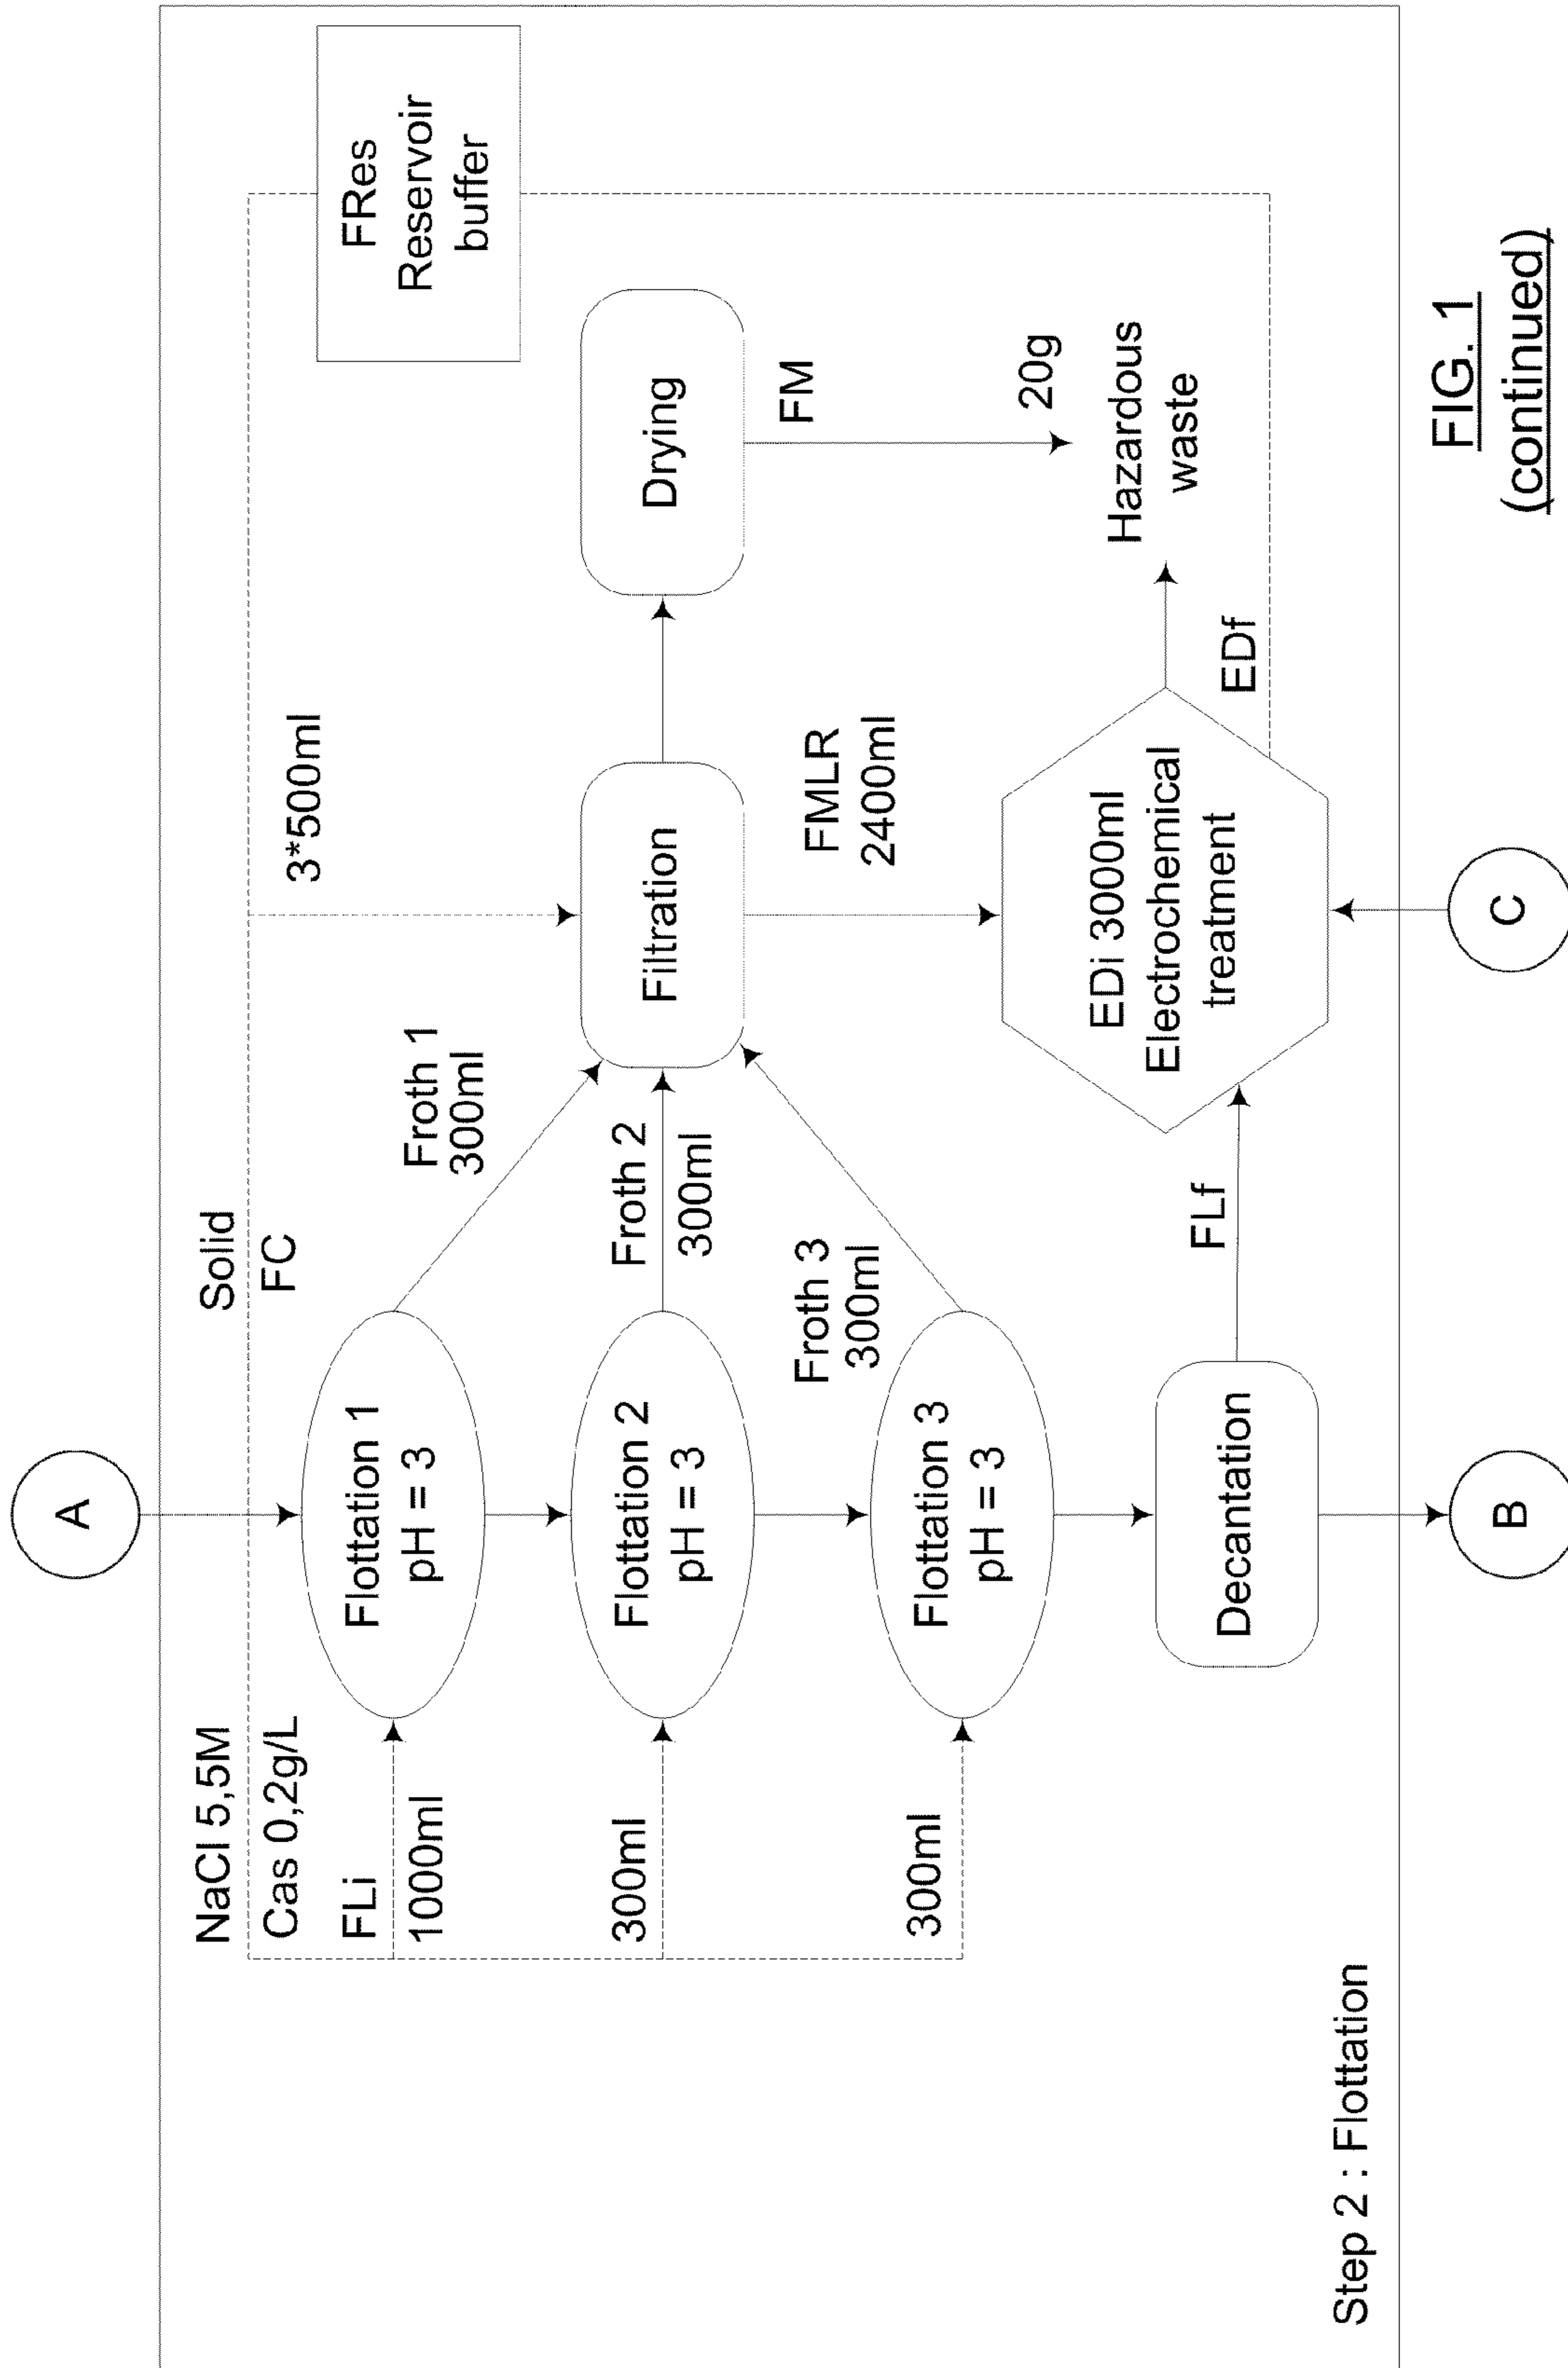 A
NaCl 5,5M
Cas 0,2g/L
Solid
FC
FLi
1000ml
Flottation 1
pH = 3
Froth 1
300ml
3*500ml
FRes
Reservoir
buffer
300ml
Flottation 2
pH = 3
Froth 2
300ml
Filtration
Drying
300ml
Flottation 3
pH = 3
Froth 3
300ml
FMLR
2400ml
FM
20g
Hazardous
waste
Decantation
FLf
EDi 3000ml
Electrochemical
treatment
EDf
Step 2 : Flottation
B
C
FIG. 1
(continued)